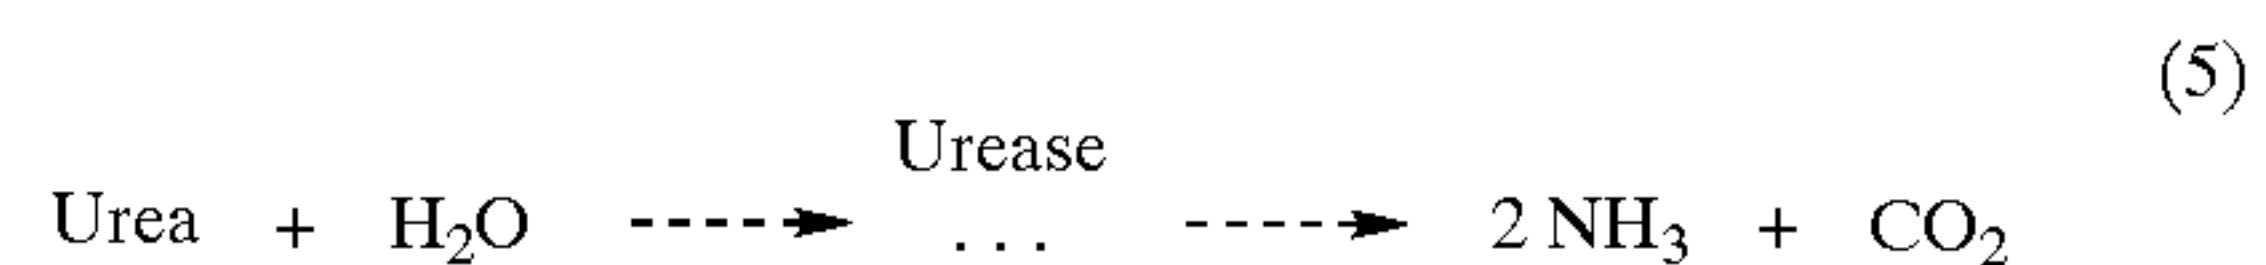 (5)
Urease
Urea + H₂O ----➤ . . . ----➤ 2 NH₃ + CO₂